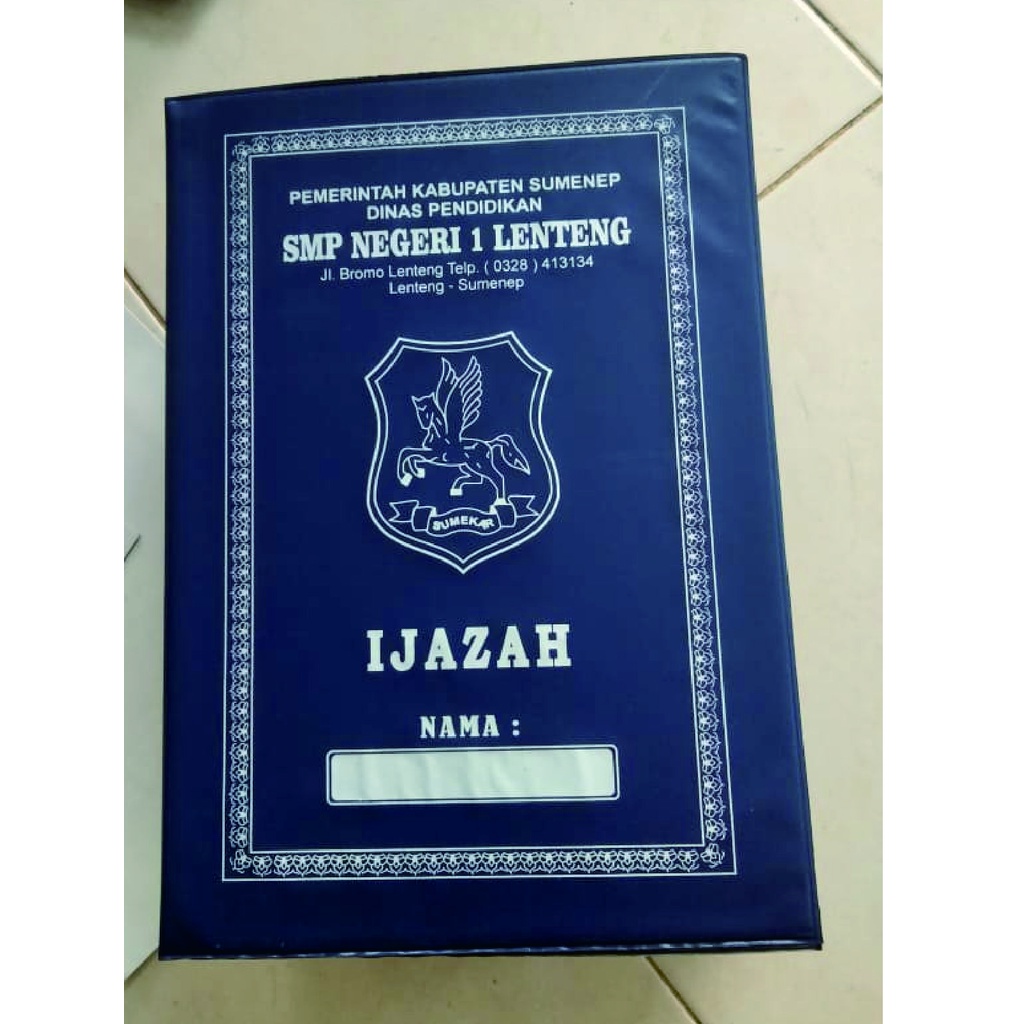 PEMERINTAH KABUPATEN SUMENEP
DINAS PENDIDIKAN
SMP NEGERI 1 LENTENG
Jl. Bromo Lenteng Telp. ( 0328 ) 413134
Lenteng - Sumenep
SUMEKAR
IJAZAH
NAMA :